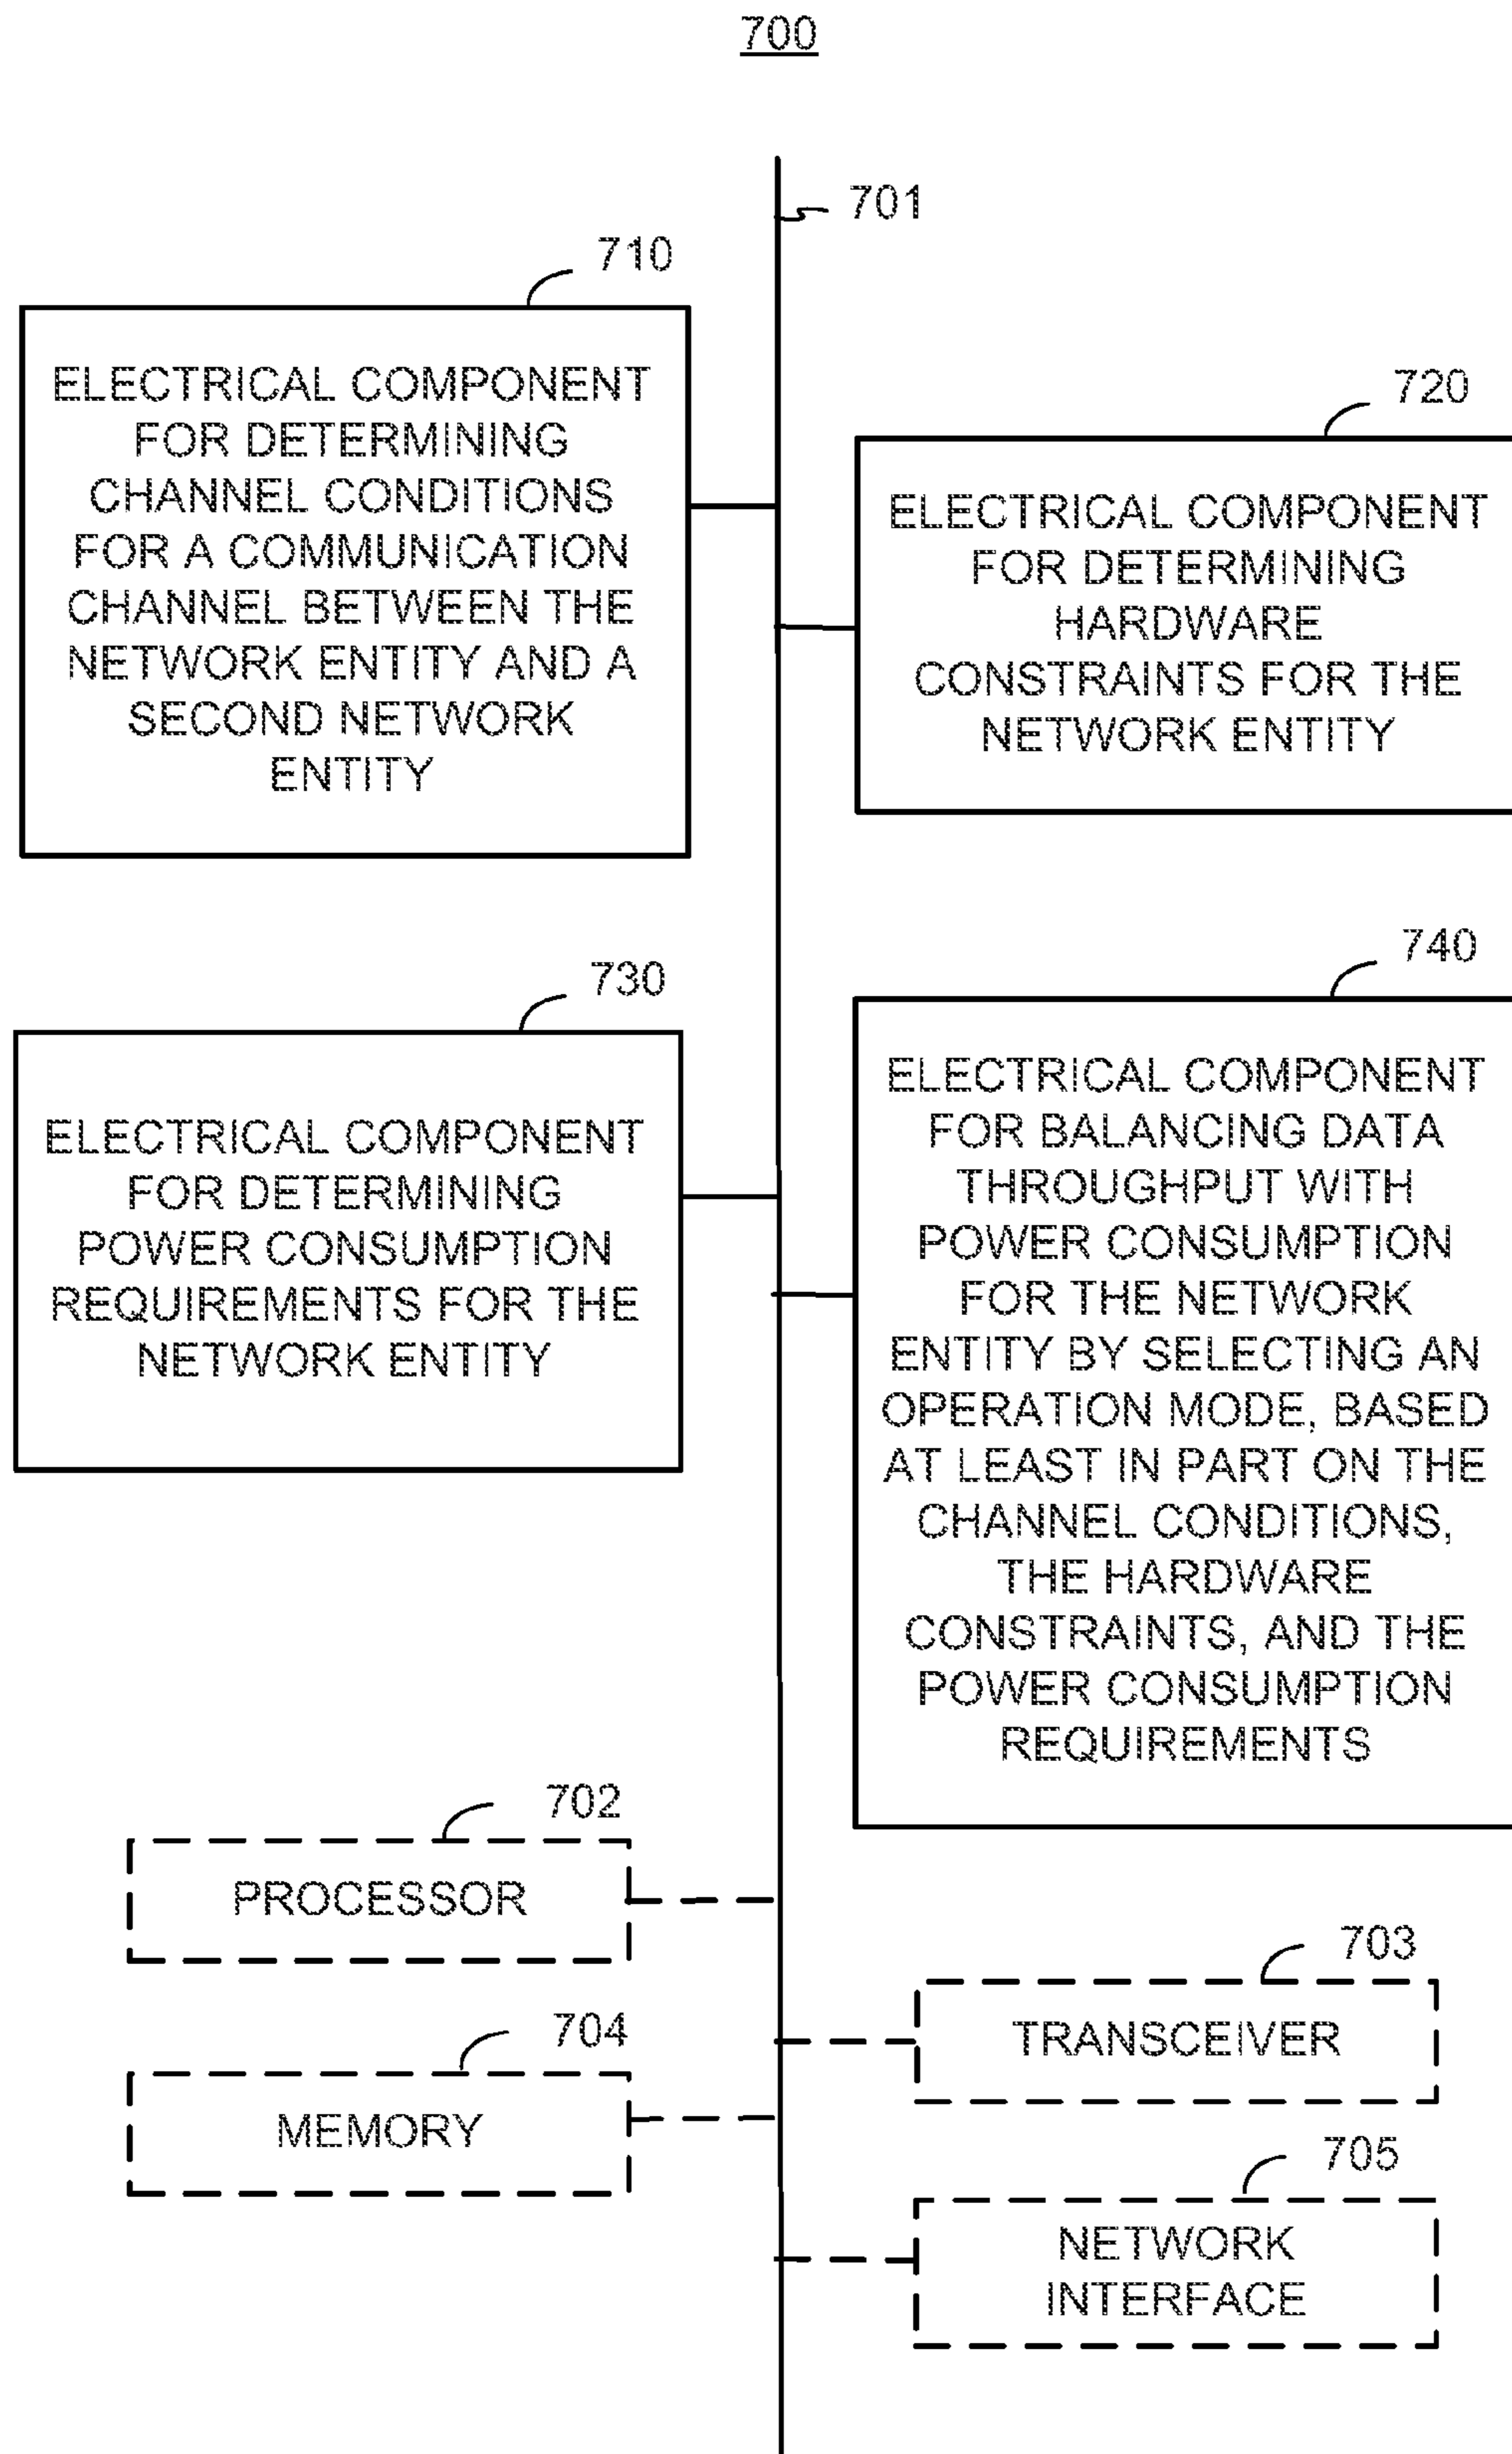 700
701
710
ELECTRICAL COMPONENT
FOR DETERMINING
CHANNEL CONDITIONS
FOR A COMMUNICATION
CHANNEL BETWEEN THE
NETWORK ENTITY AND A
SECOND NETWORK
ENTITY
720
ELECTRICAL COMPONENT
FOR DETERMINING
HARDWARE
CONSTRAINTS FOR THE
NETWORK ENTITY
730
ELECTRICAL COMPONENT
FOR DETERMINING
POWER CONSUMPTION
REQUIREMENTS FOR THE
NETWORK ENTITY
740
ELECTRICAL COMPONENT
FOR BALANCING DATA
THROUGHPUT WITH
POWER CONSUMPTION
FOR THE NETWORK
ENTITY BY SELECTING AN
OPERATION MODE, BASED
AT LEAST IN PART ON THE
CHANNEL CONDITIONS,
THE HARDWARE
CONSTRAINTS, AND THE
POWER CONSUMPTION
REQUIREMENTS
702
PROCESSOR
703
TRANSCEIVER
704
MEMORY
705
NETWORK
INTERFACE